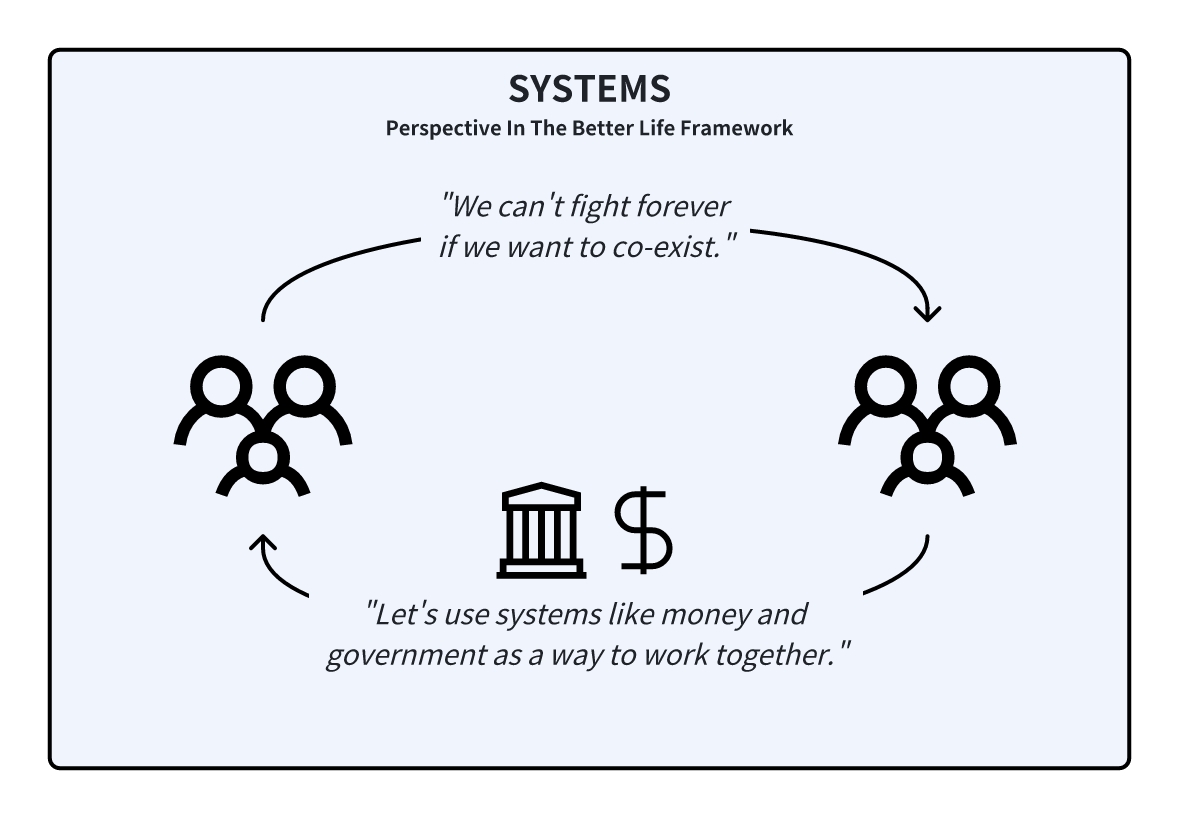 SYSTEMS
Perspective In The Better Life Framework
"We can't fight forever
if we want to co-exist."
"Let's use systems like money and
government as a way to work together."